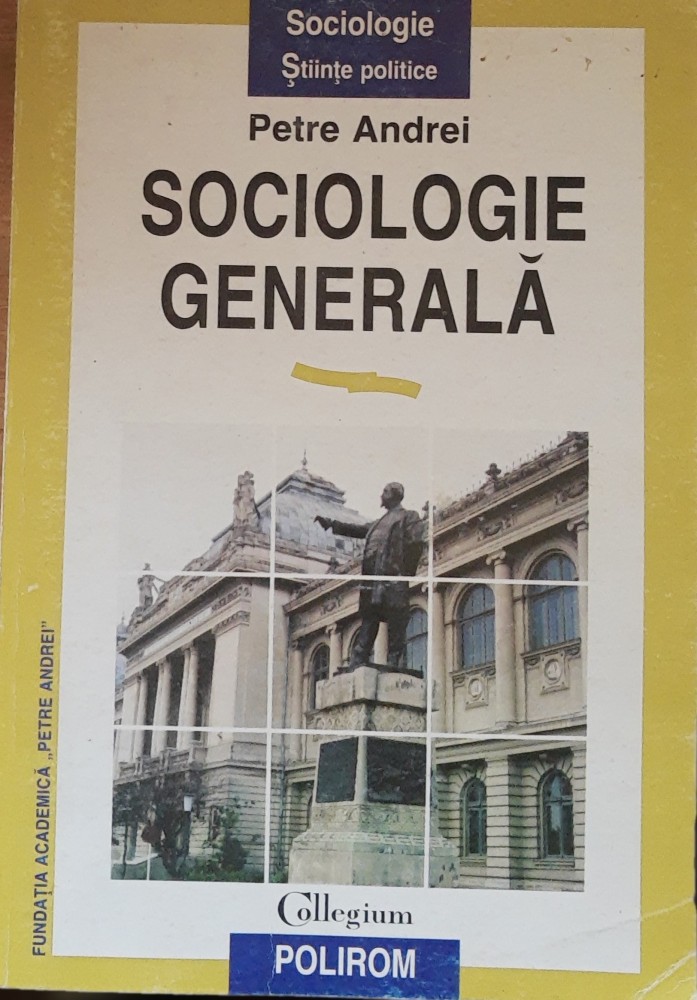 Sociologie
Ştiinţe politice
Petre Andrei
SOCIOLOGIE
GENERALĂ
FUNDAŢIA ACADEMICĂ „PETRE ANDREI”
Collegium
POLIROM